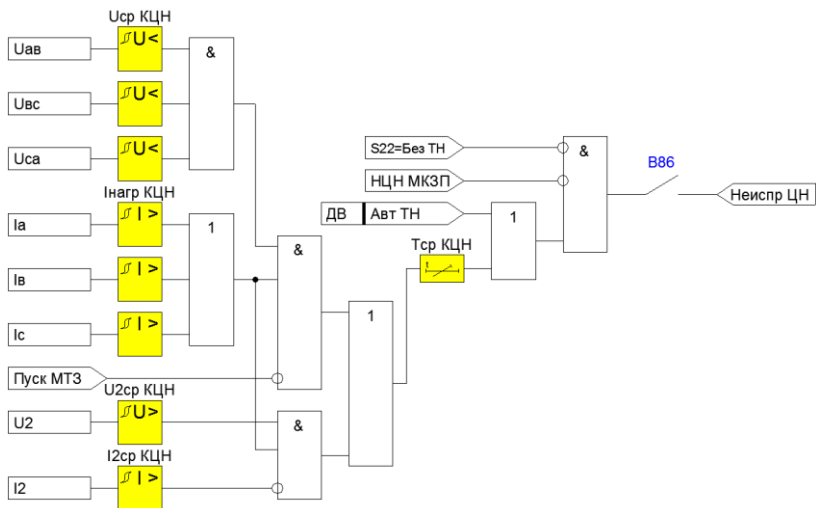 Uср КЦН
Uав
U<
&
Uвс
U<
Uса
U<
Iнагр КЦН
Iа
I >
1
Iв
I >
Iс
I >
Пуск МТЗ
&
U2ср КЦН
U2
U>
&
I2ср КЦН
I2
I >
1
Тср КЦН
t
S22=Без ТН
НЦН МКЗП
ДВ
Авт ТН
1
&
В86
Неиспр ЦН